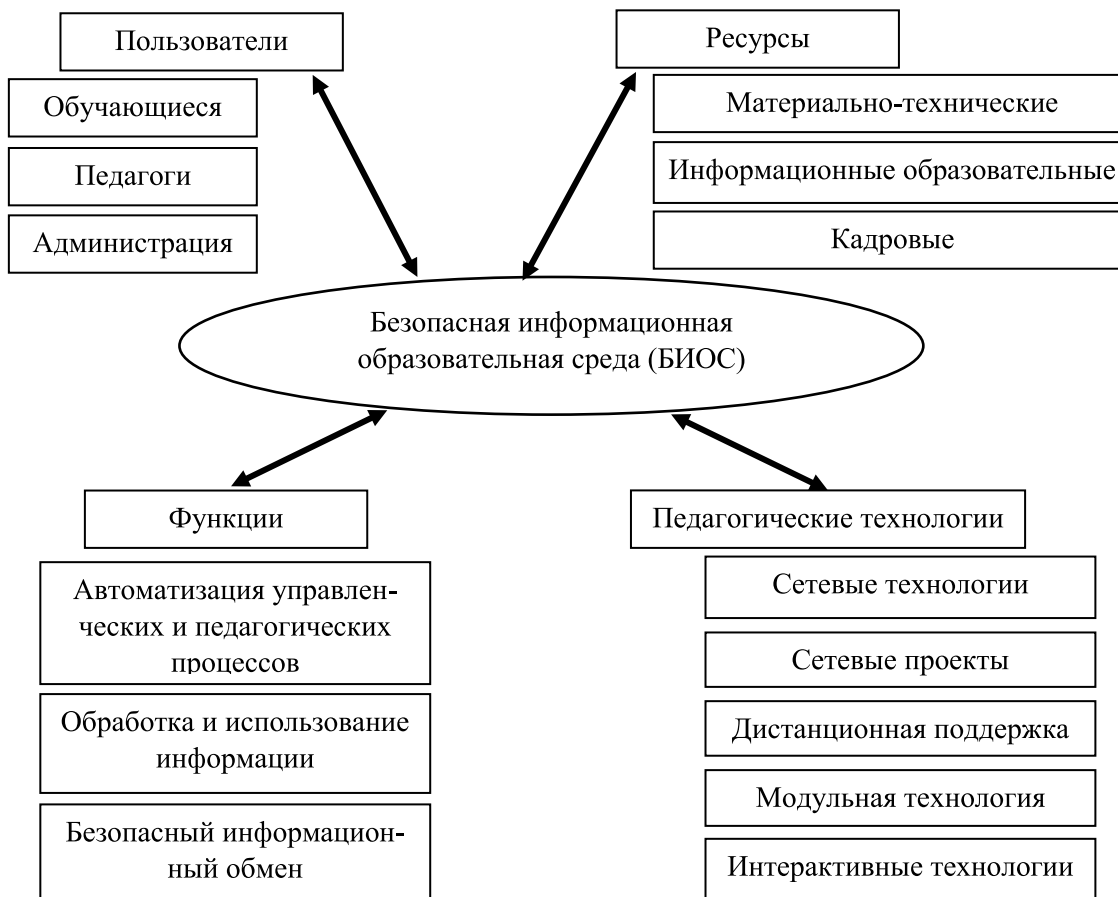 Пользователи
Обучающиеся
Педагоги
Администрация
Ресурсы
Материально-технические
Информационные образовательные
Кадровые
Безопасная информационная
образовательная среда (БИОС)
Функции
Автоматизация управлен-
ческих и педагогических
процессов
Обработка и использование
информации
Безопасный информацион-
ный обмен
Педагогические технологии
Сетевые технологии
Сетевые проекты
Дистанционная поддержка
Модульная технология
Интерактивные технологии